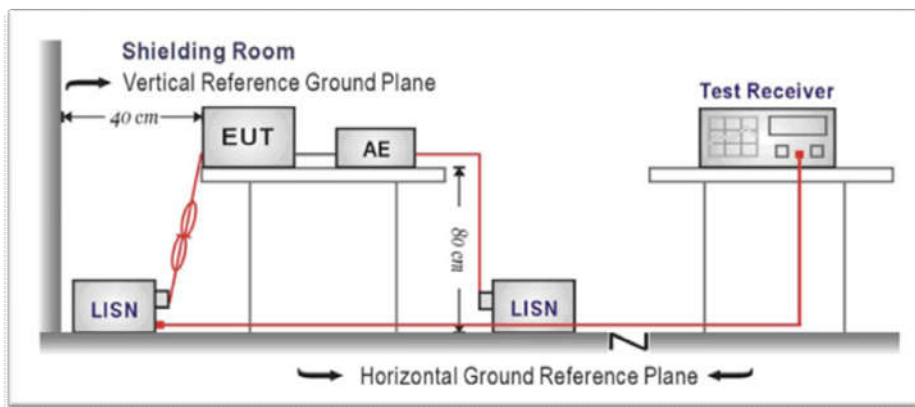 Shielding Room
Vertical Reference Ground Plane
40 cm
EUT
AE
Test Receiver
80 cm
LISN
LISN
Horizontal Ground Reference Plane